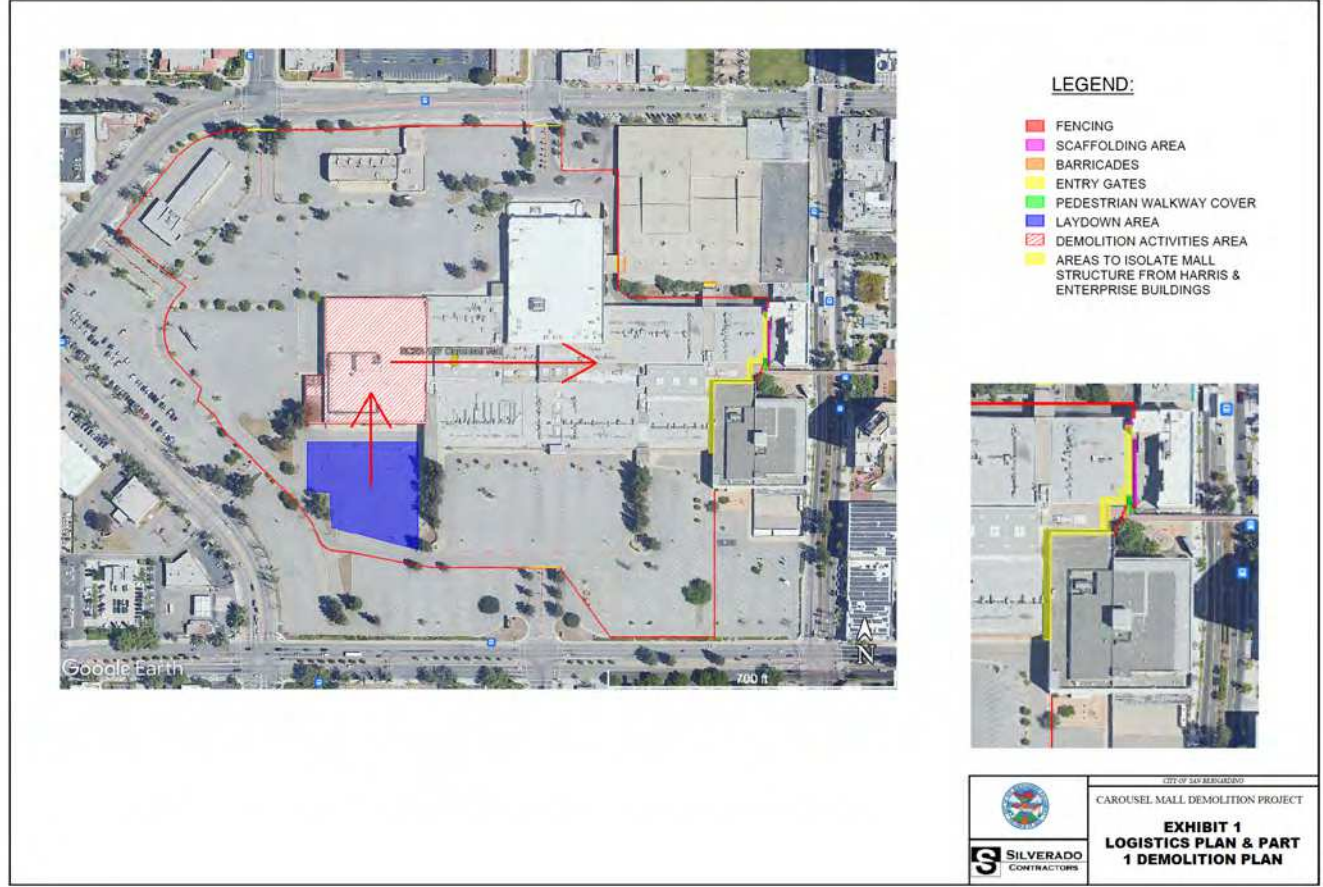 LEGEND:
FENCING
SCAFFOLDING AREA
BARRICADES
ENTRY GATES
PEDESTRIAN WALKWAY COVER
LAYDOWN AREA
DEMOLITION ACTIVITIES AREA
AREAS TO ISOLATE MALL
STRUCTURE FROM HARRIS &
ENTERPRISE BUILDINGS
Google Earth
N
700 ft
CITY OF SAN BERNARDINO
CAROUSEL MALL DEMOLITION PROJECT
EXHIBIT 1
LOGISTICS PLAN & PART
1 DEMOLITION PLAN
S SILVERADO
CONTRACTORS